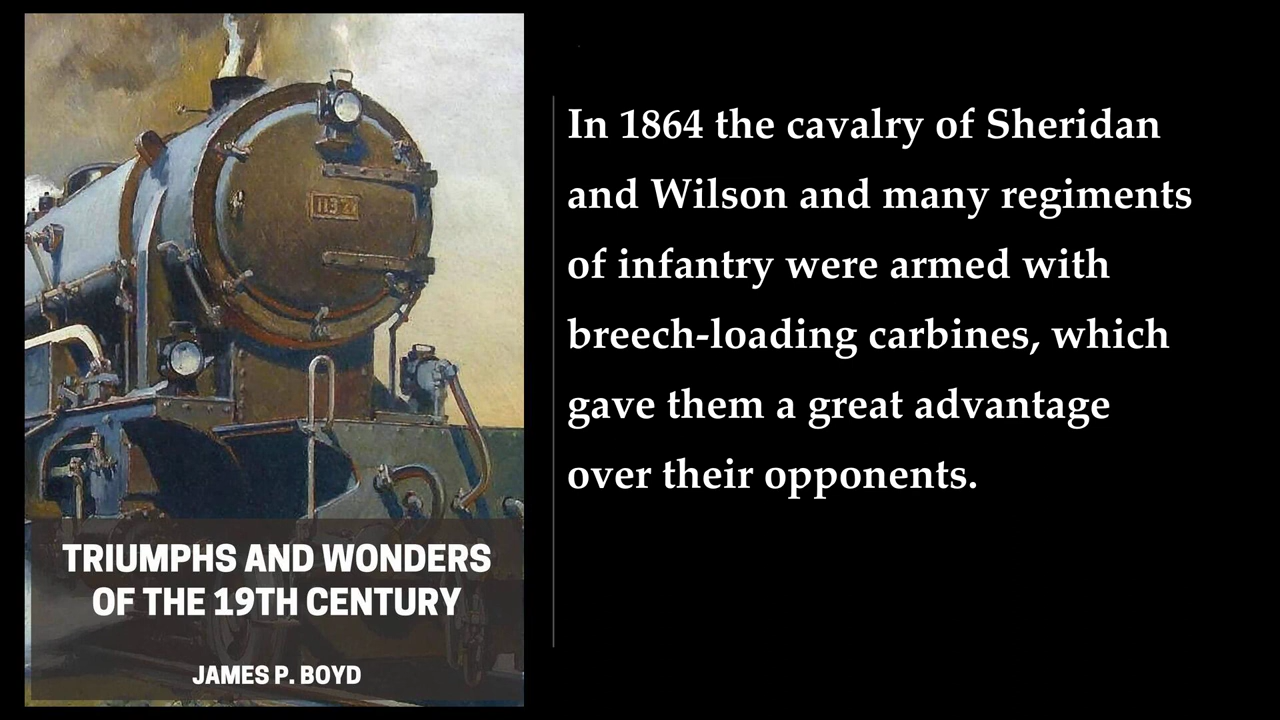 TRIUMPHS AND WONDERS
OF THE 19TH CENTURY
JAMES P. BOYD
In 1864 the cavalry of Sheridan
and Wilson and many regiments
of infantry were armed with
breech-loading carbines, which
gave them a great advantage
over their opponents.